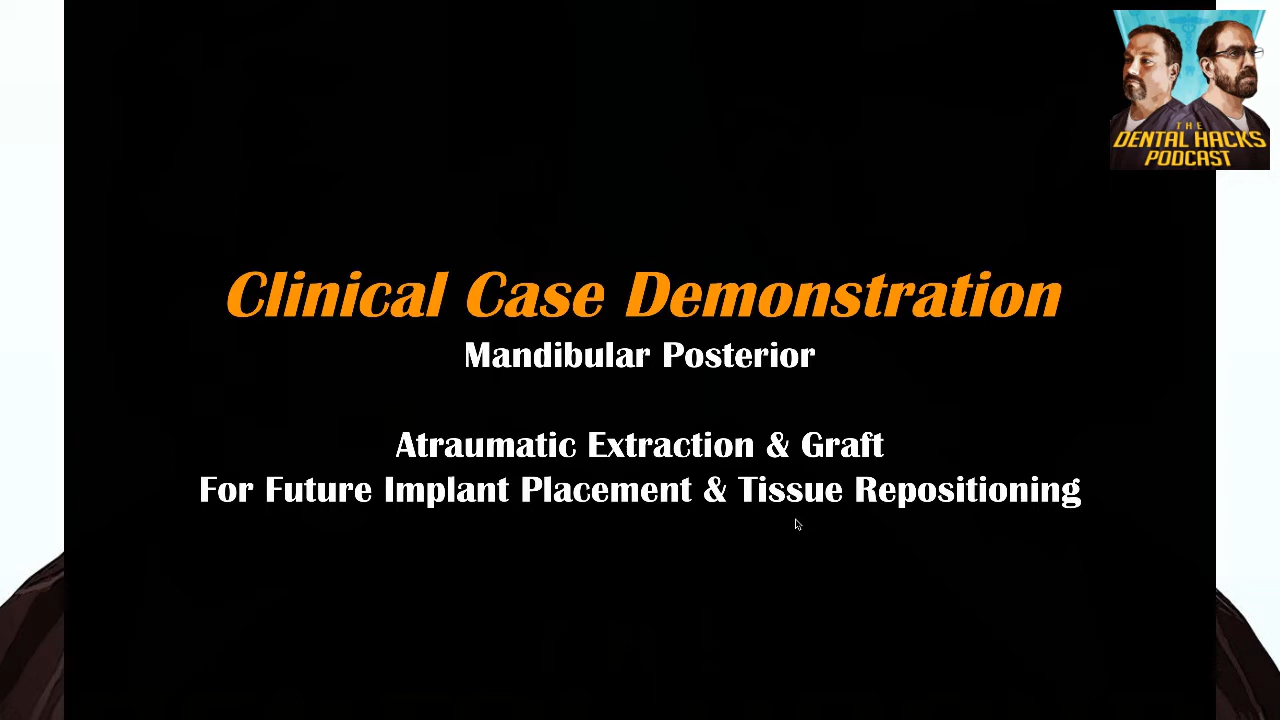 THE
DENTAL HACKS
PODCAST
Clinical Case Demonstration
Mandibular Posterior
Atraumatic Extraction & Graft
For Future Implant Placement & Tissue Repositioning